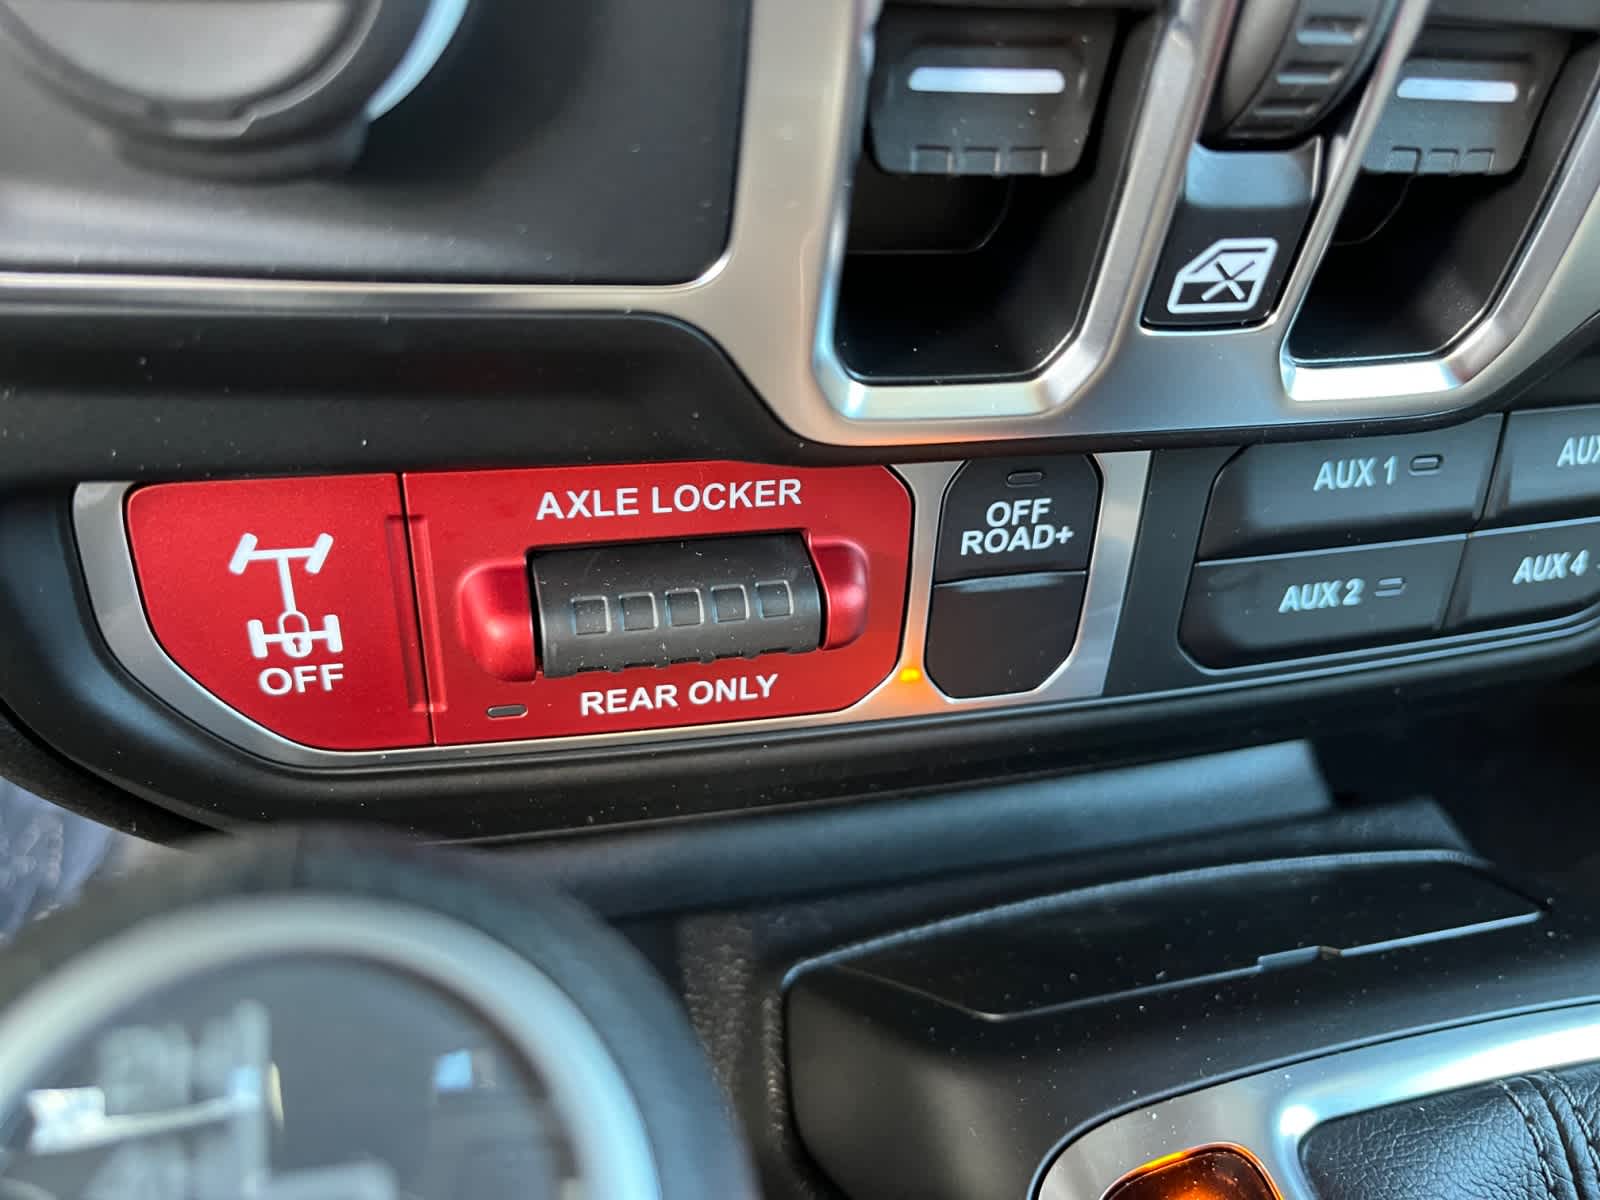 AXLE LOCKER
OFF
REAR ONLY
OFF
ROAD+
AUX 1
AUX 2
AUX 4